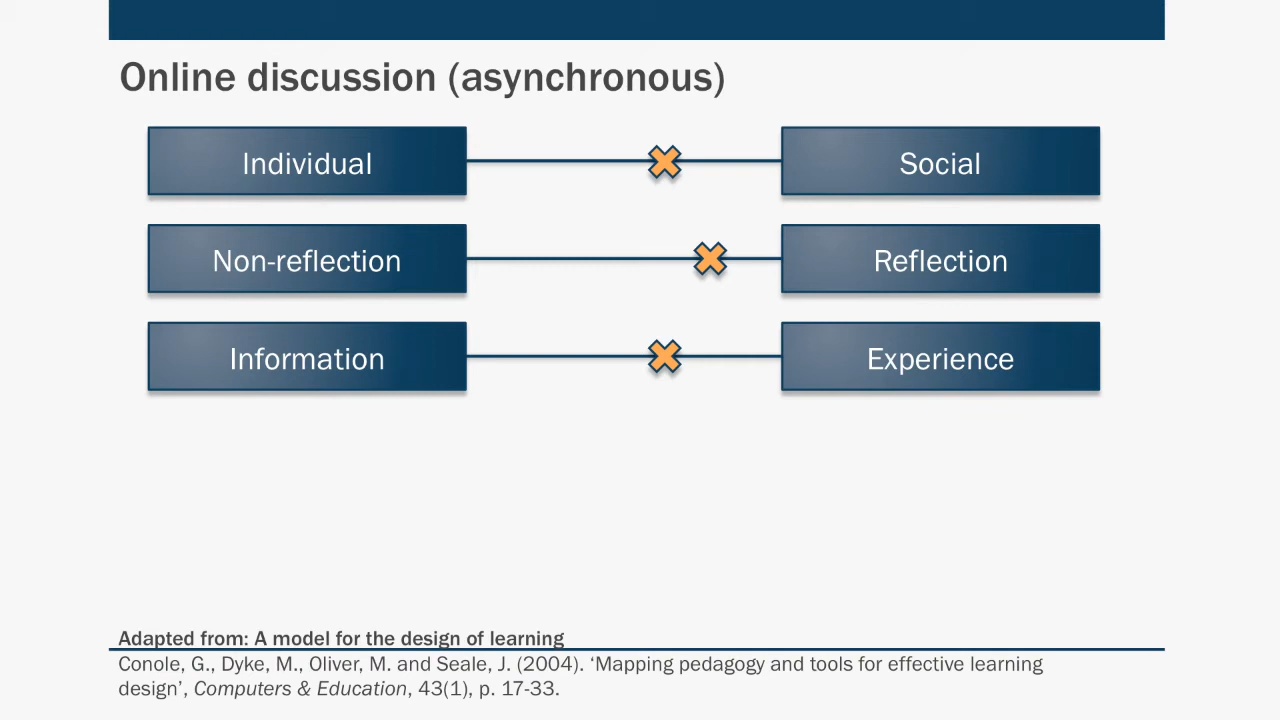 Online discussion (asynchronous)
Individual
Social
Non-reflection
Reflection
Information
Experience
Adapted from: A model for the design of learning
Conole, G., Dyke, M., Oliver, M. and Seale, J. (2004). ‘Mapping pedagogy and tools for effective learning
design’, Computers & Education, 43(1), p. 17-33.